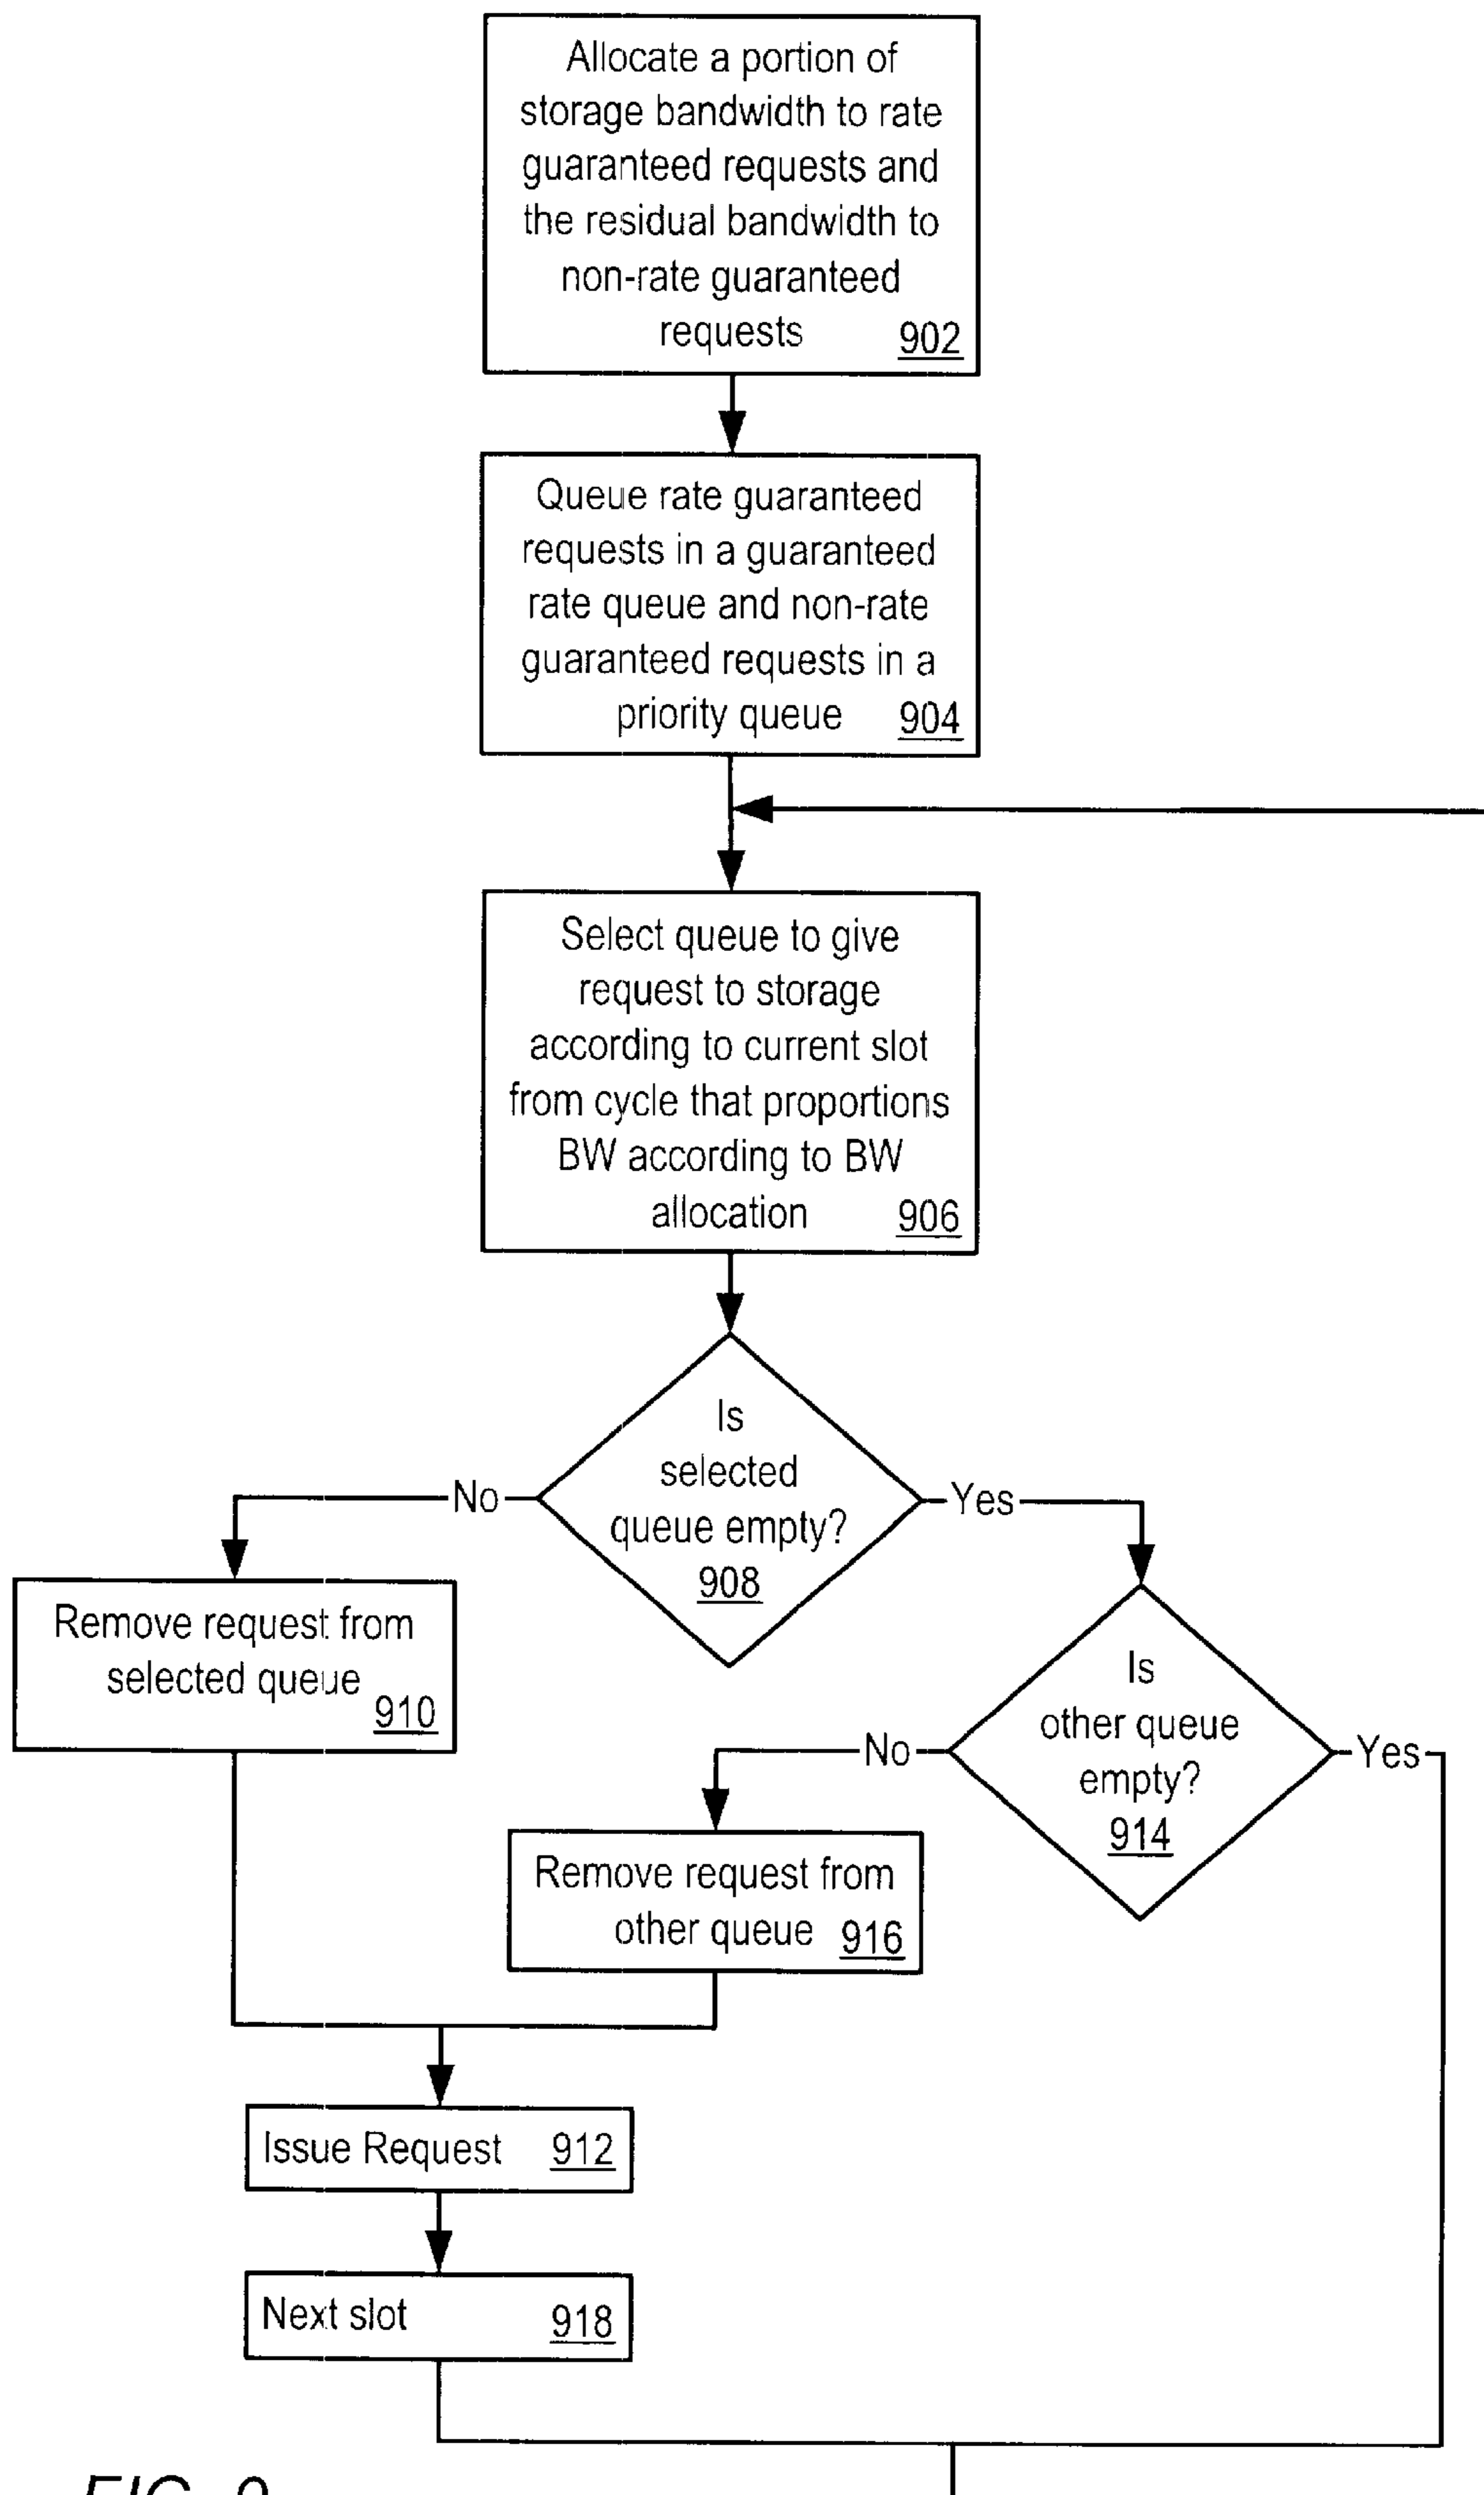 Allocate a portion of
storage bandwidth to rate
guaranteed requests and
the residual bandwidth to
non-rate guaranteed
requests 902
Queue rate guaranteed
requests in a guaranteed
rate queue and non-rate
guaranteed requests in a
priority queue 904
Select queue to give
request to storage
according to current slot
from cycle that proportions
BW according to BW
allocation 906
Is
selected
queue empty?
908
No
Yes
Remove request from
selected queue 910
Is
other queue
empty?
914
No
Yes
Remove request from
other queue 916
Issue Request 912
Next slot 918